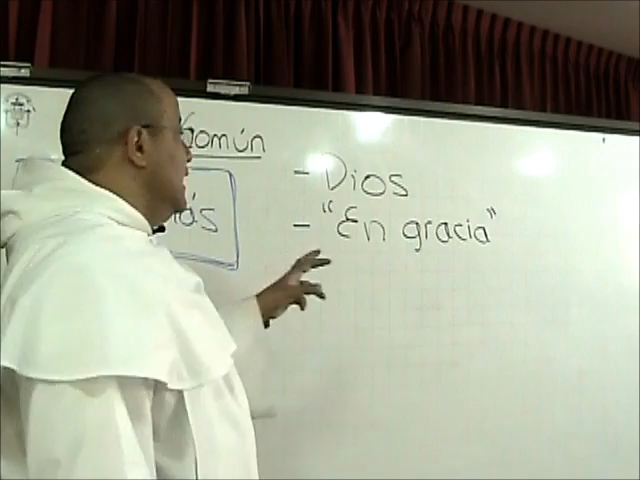 Común
- Dios
- "En gracia"